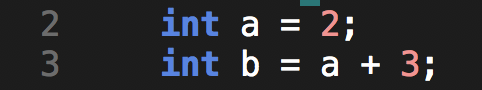 2 int a = 2;
3 int b = a + 3;